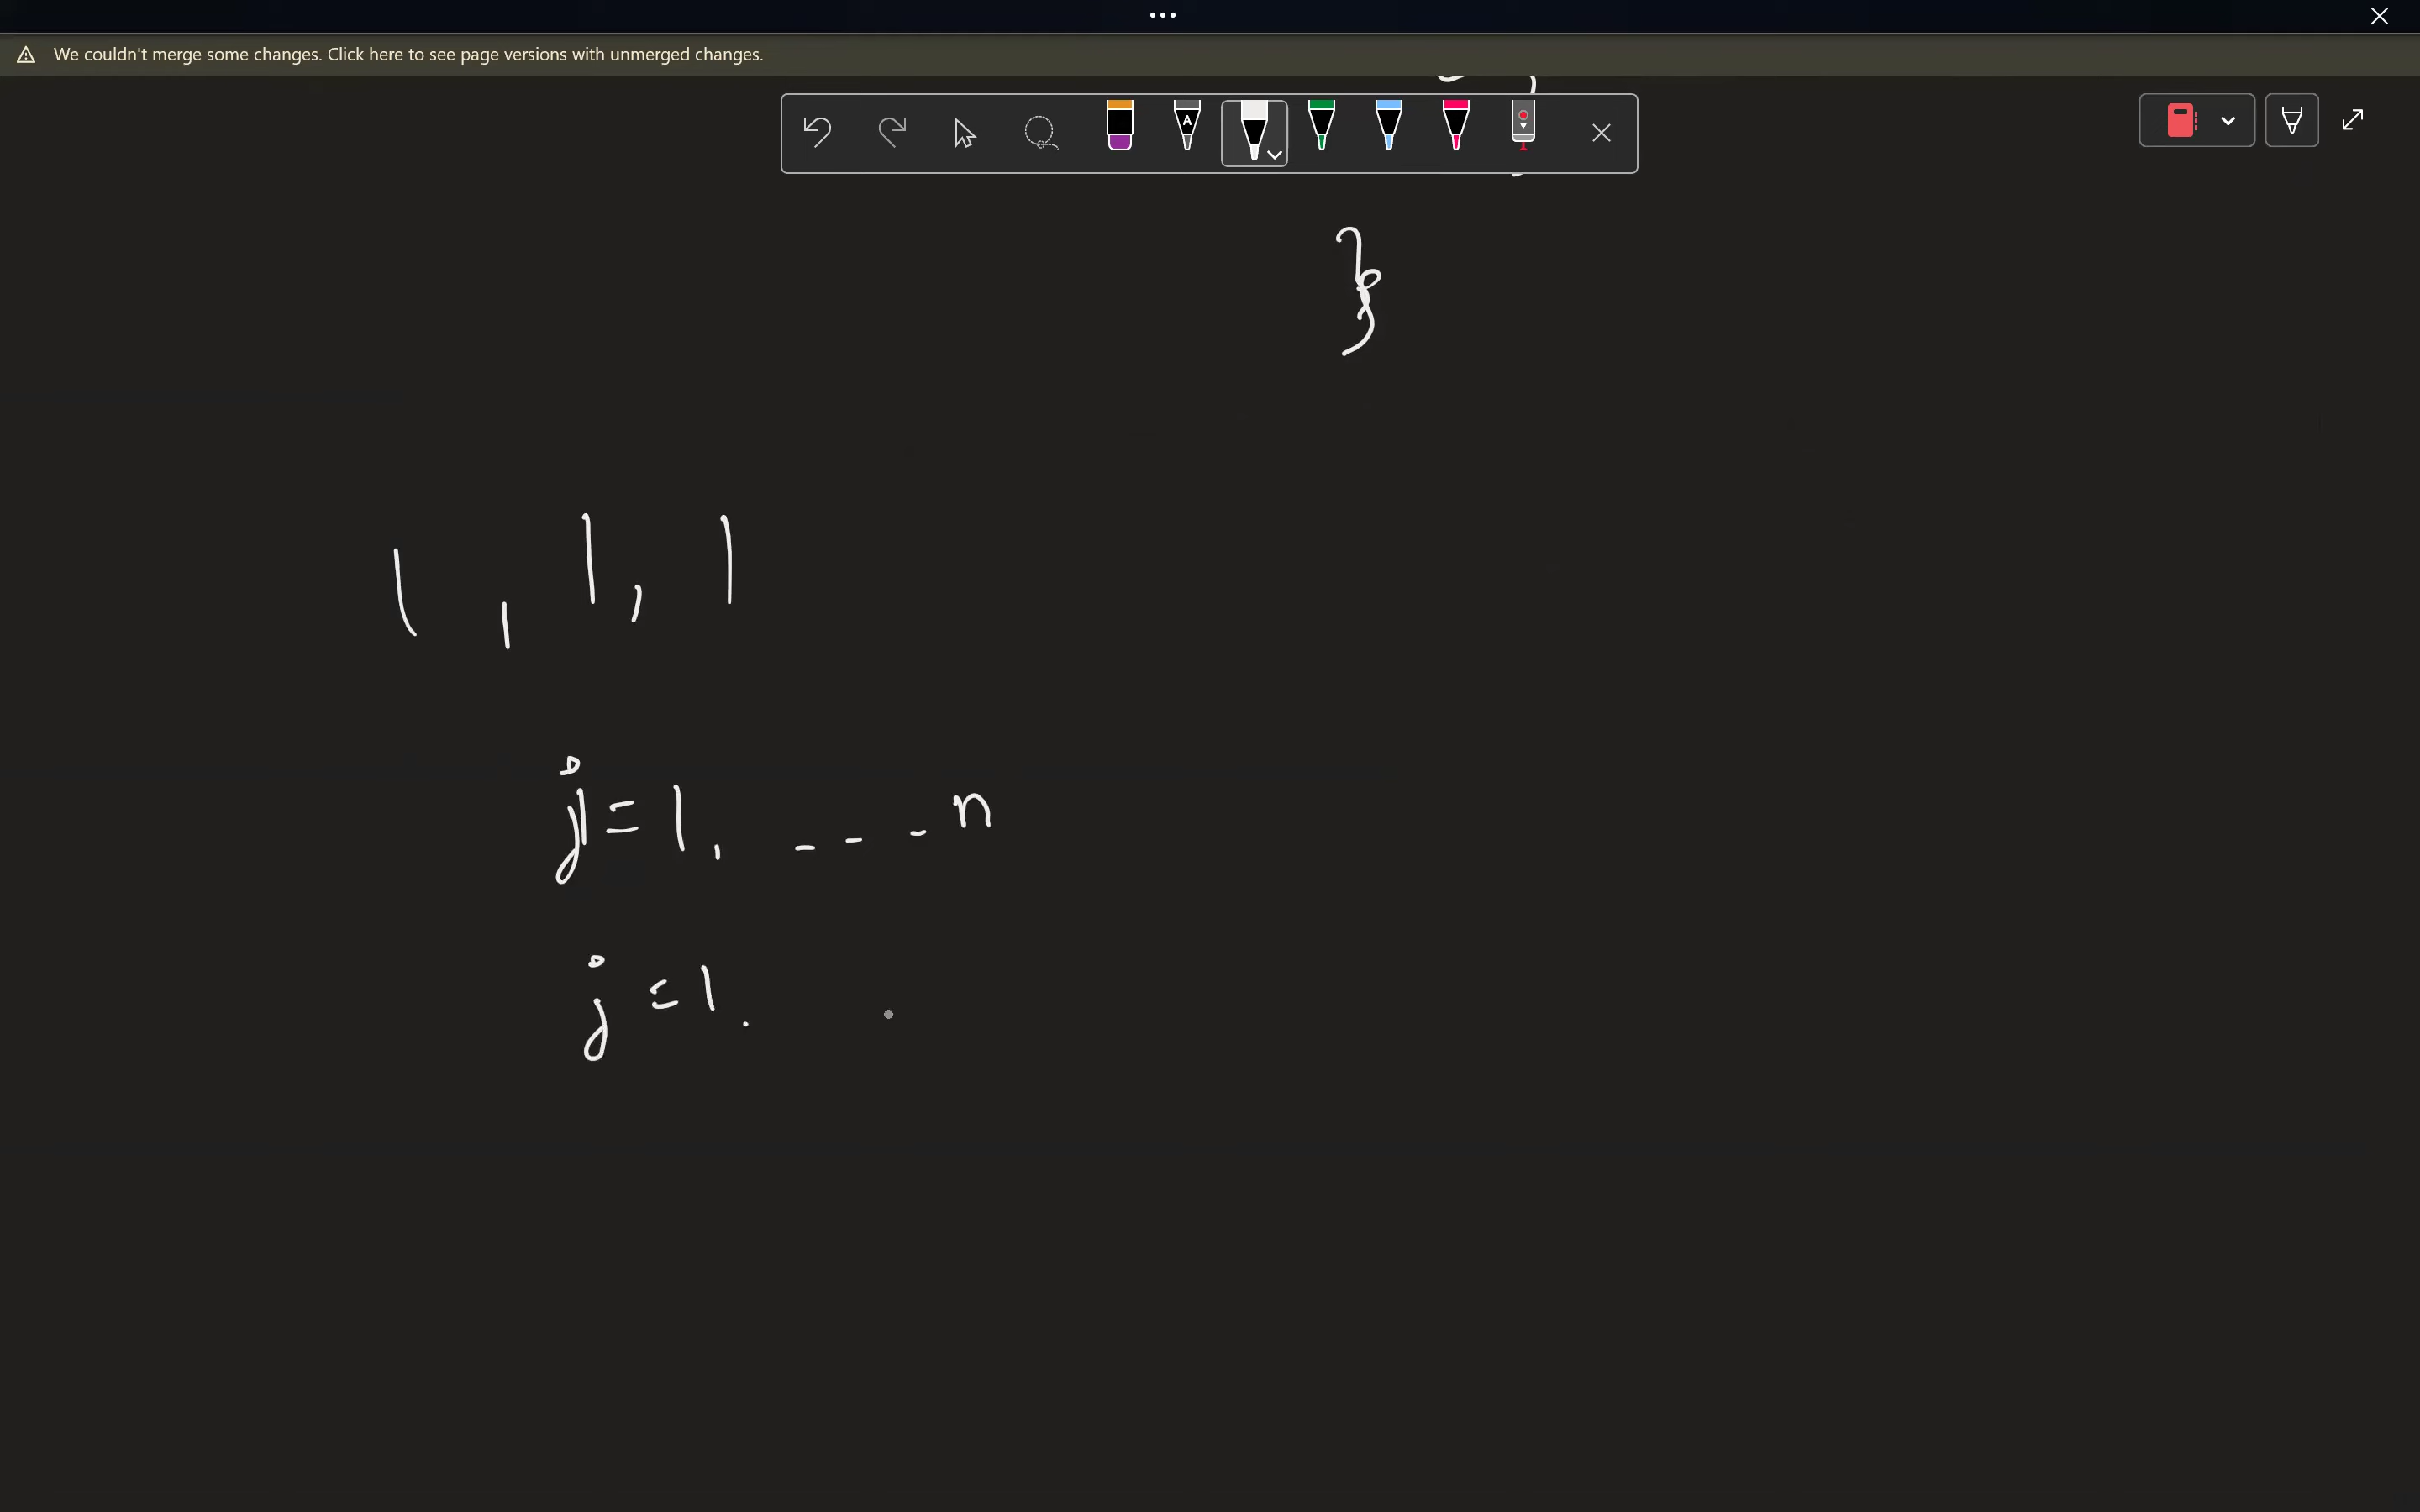 We couldn't merge some changes. Click here to see page versions with unmerged changes.
A
}
1 , 1 , 1
j = 1 , - - - n
j = 1 .